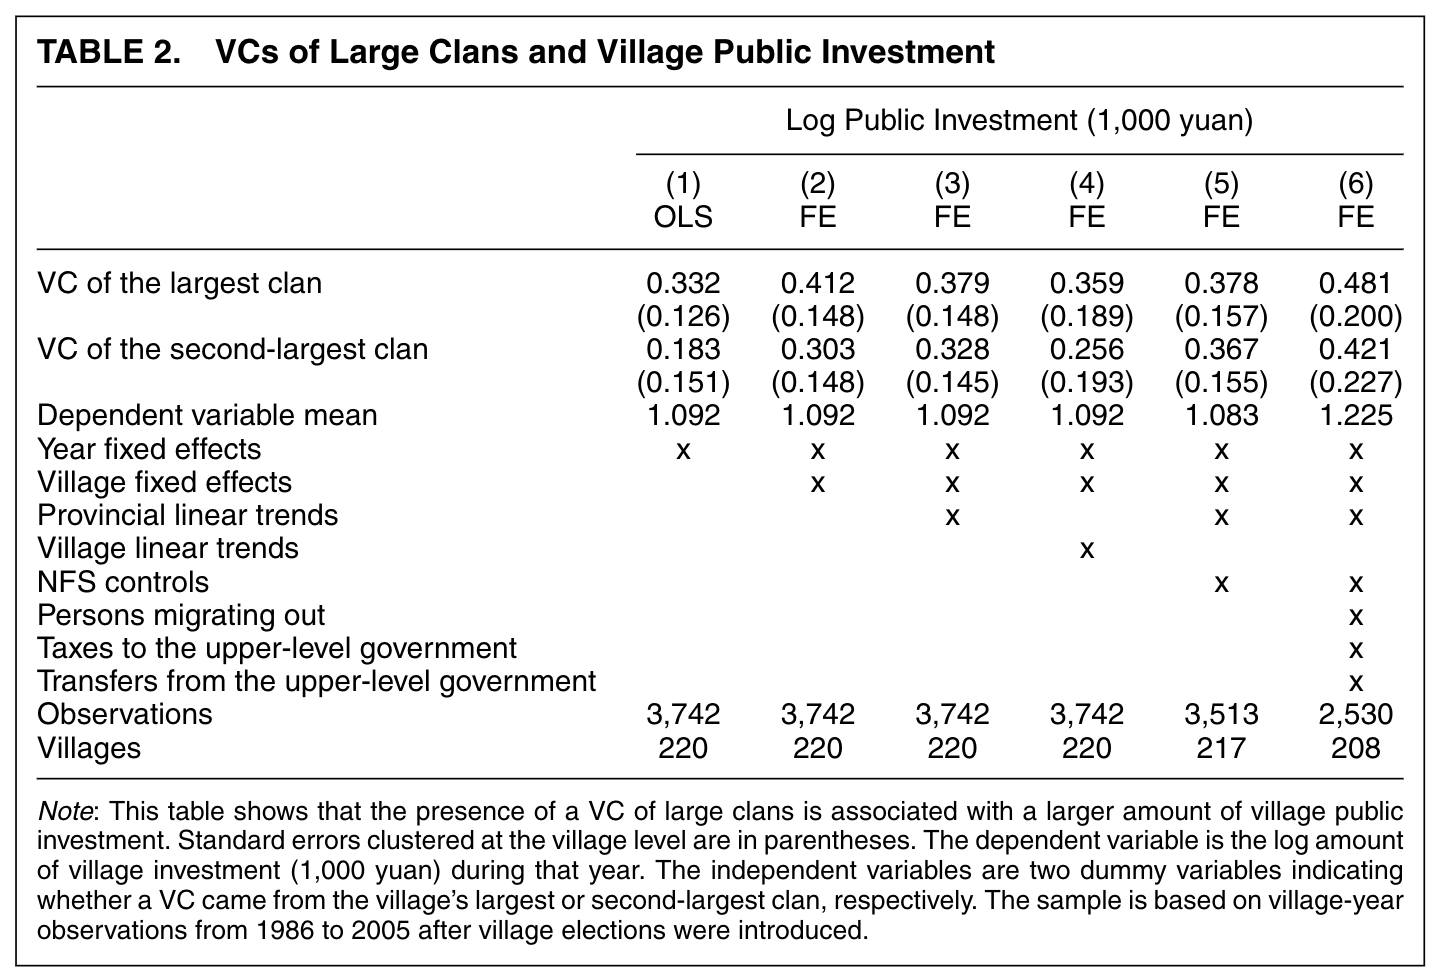 TABLE 2. VCs of Large Clans and Village Public Investment
Log Public Investment (1,000 yuan)
(1) (2) (3) (4) (5) (6)
OLS FE FE FE FE FE
VC of the largest clan 0.332 0.412 0.379 0.359 0.378 0.481
(0.126) (0.148) (0.148) (0.189) (0.157) (0.200)
VC of the second-largest clan 0.183 0.303 0.328 0.256 0.367 0.421
(0.151) (0.148) (0.145) (0.193) (0.155) (0.227)
Dependent variable mean 1.092 1.092 1.092 1.092 1.083 1.225
Year fixed effects x x x x x x
Village fixed effects x x x x x
Provincial linear trends x x x
Village linear trends x
NFS controls x x
Persons migrating out x
Taxes to the upper-level government x
Transfers from the upper-level government x
Observations 3,742 3,742 3,742 3,742 3,513 2,530
Villages 220 220 220 220 217 208
Note: This table shows that the presence of a VC of large clans is associated with a larger amount of village public
investment. Standard errors clustered at the village level are in parentheses. The dependent variable is the log amount
of village investment (1,000 yuan) during that year. The independent variables are two dummy variables indicating
whether a VC came from the village's largest or second-largest clan, respectively. The sample is based on village-year
observations from 1986 to 2005 after village elections were introduced.